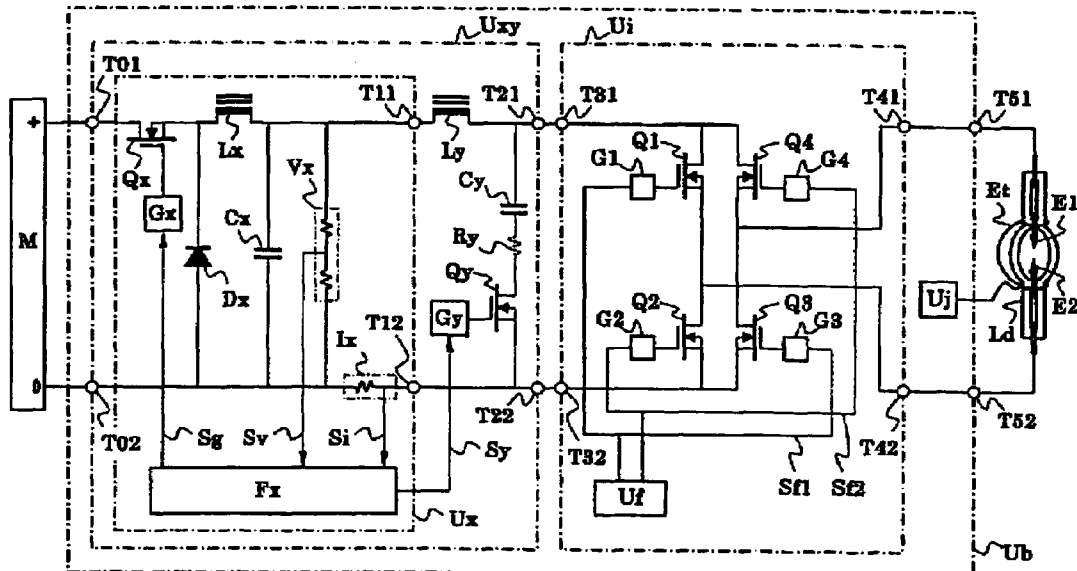 Uxy
Ui
T01
T11
T21
T31
T41
T51
+
Lx
Ly
Q1
Q4
G1
G4
Qx
Vx
Cy
Gx
Cx
Et
E1
M
Ry
Dx
Qy
Q2
Q3
E2
Uj
Gy
G2
G3
Ld
Ix
T12
0
T22
T02
Sg
Sv
Si
Sy
T32
T42
T52
Fx
Sf1
Sf2
Uf
Ux
Ub